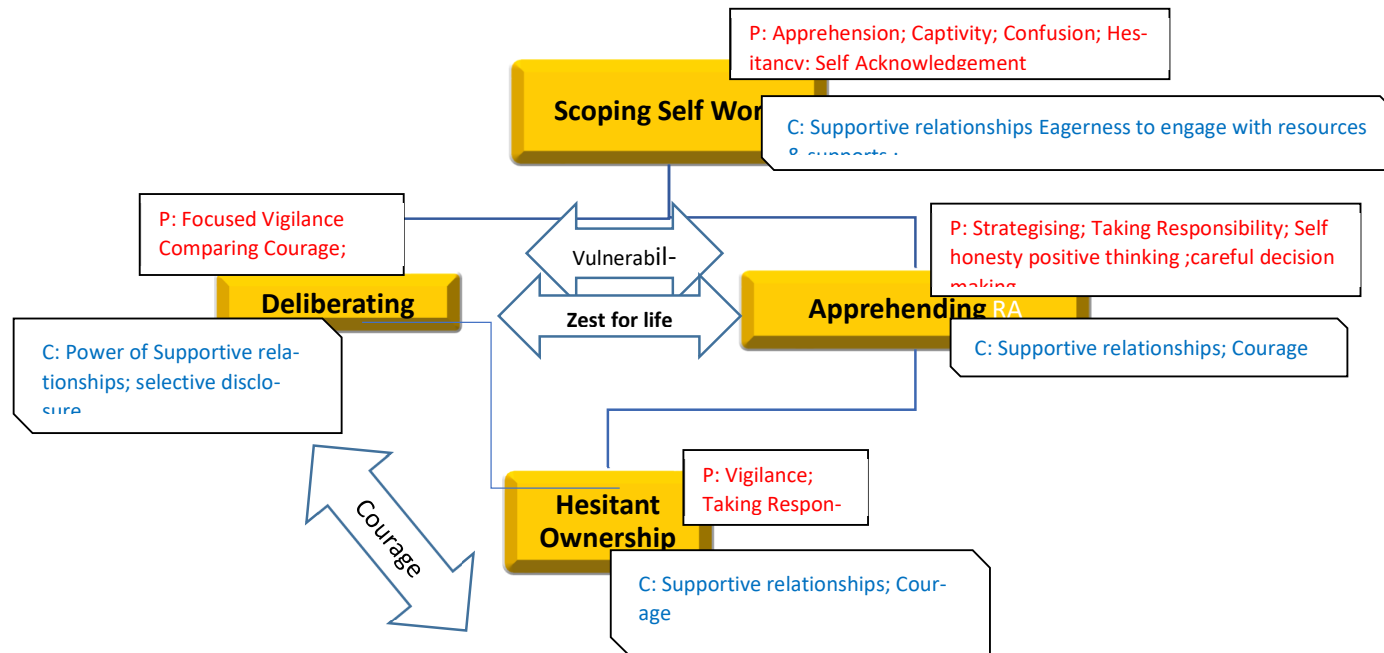 P: Apprehension; Captivity; Confusion; Hes-
itancy; Self Acknowledgement
Scoping Self Wor
C: Supportive relationships Eagerness to engage with resources
& supports ;
P: Focused Vigilance
Comparing Courage;
Vulnerabil-
P: Strategising; Taking Responsibility; Self
honesty positive thinking ;careful decision
making
Deliberating
Zest for life
Apprehending RA
C: Power of Supportive rela-
tionships; selective disclo-
sure
C: Supportive relationships; Courage
Courage
P: Vigilance;
Taking Respon-
Hesitant
Ownership
C: Supportive relationships; Cour-
age